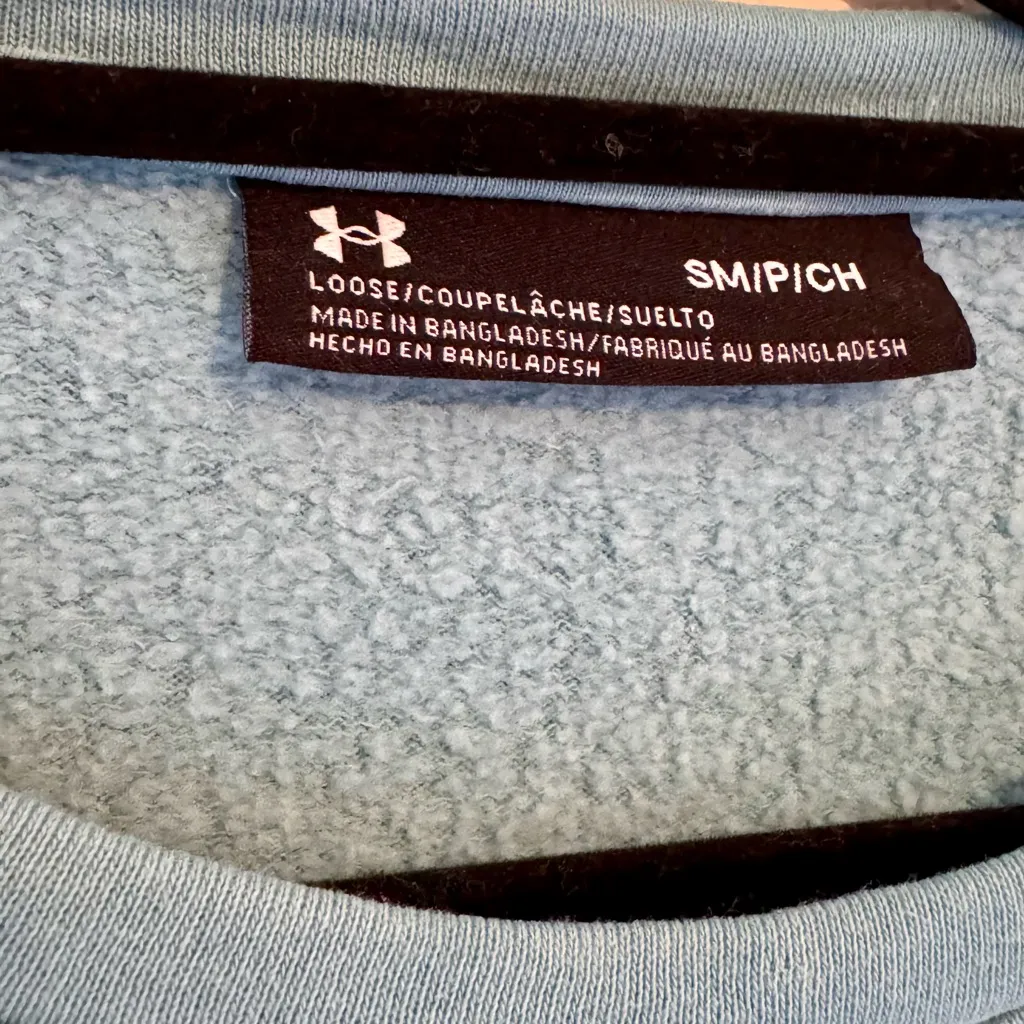 SM/P/CH
LOOSE/COUPELÂCHE/SUELTO
MADE IN BANGLADESH/FABRIQUÉ AU BANGLADESH
HECHO EN BANGLADESH